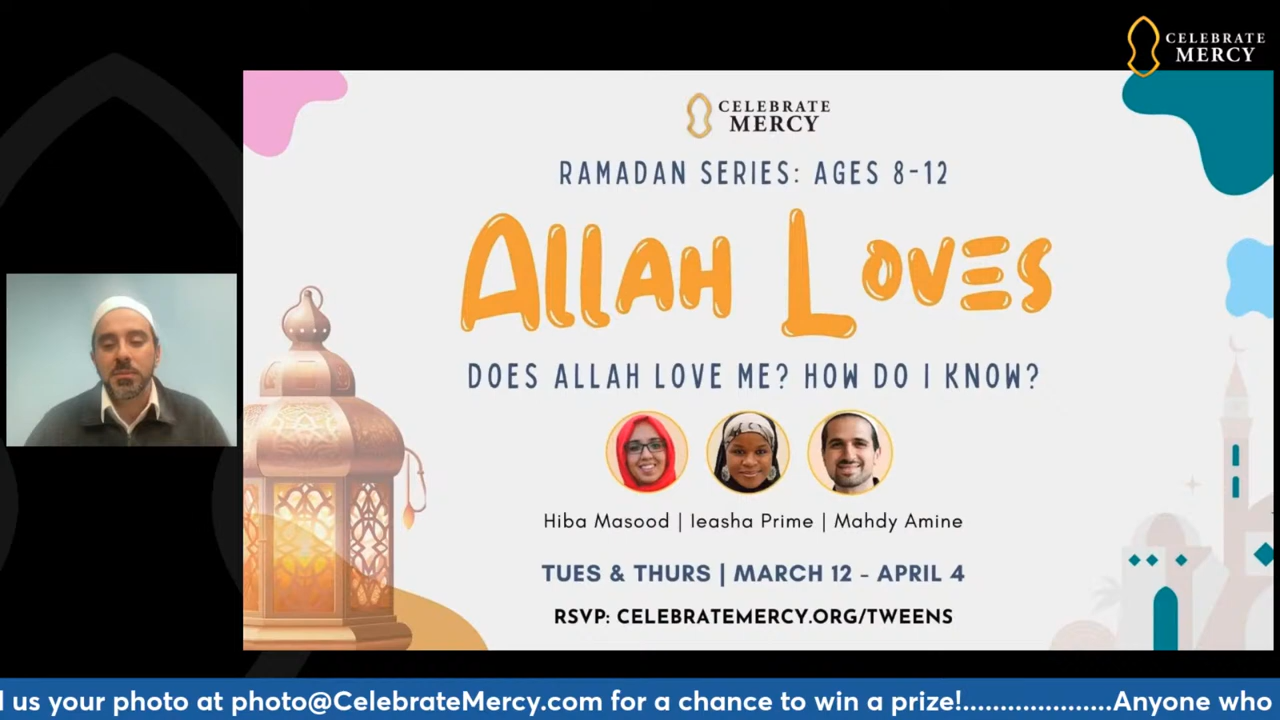 CELEBRATE
MERCY
CELEBRATE
MERCY
RAMADAN SERIES: AGES 8-12
ALLAH LOVES
DOES ALLAH LOVE ME? HOW DO I KNOW?
Hiba Masood | Ieasha Prime | Mahdy Amine
TUES & THURS | MARCH 12 - APRIL 4
RSVP: CELEBRATEMERCY.ORG/TWEENS
l us your photo at photo@CelebrateMercy.com for a chance to win a prize!....................Anyone who